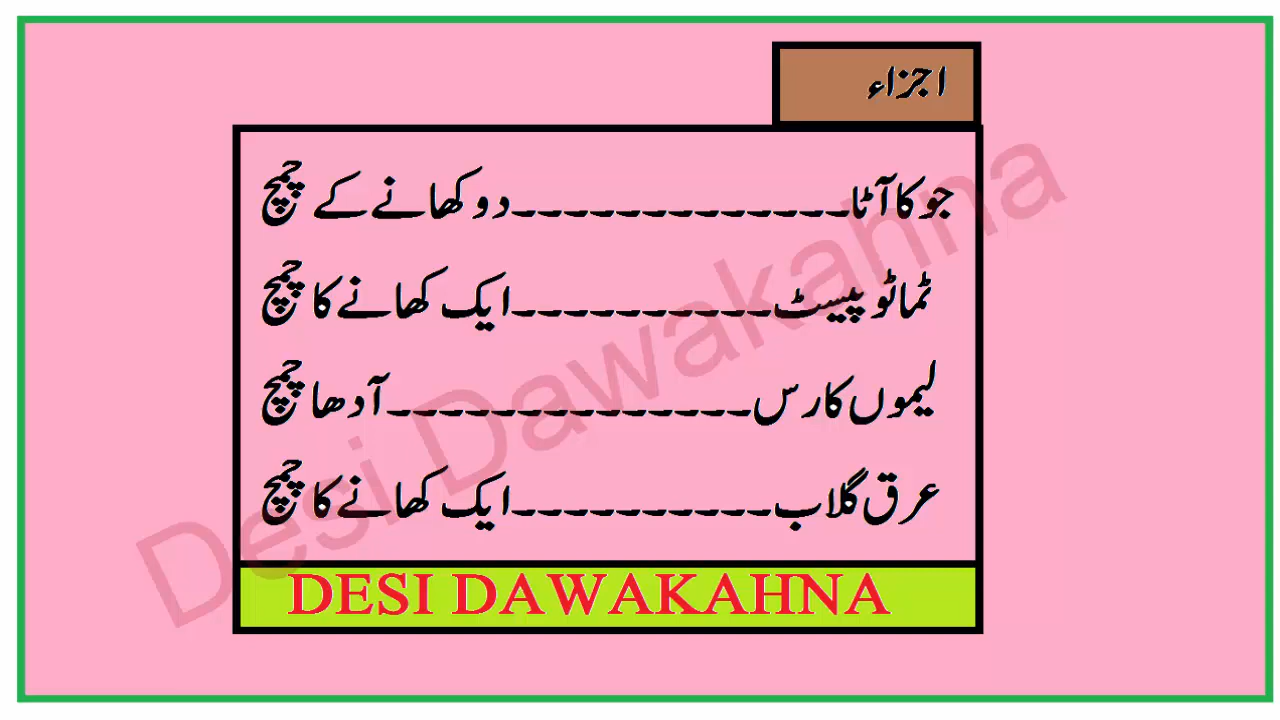 اجزاء
جو کا آٹا۔۔۔۔۔۔۔۔۔۔۔۔۔دو کھانے کے چمچ
ٹماٹو پیسٹ۔۔۔۔۔۔۔۔۔۔ایک کھانے کا چمچ
لیموں کا رس۔۔۔۔۔۔۔۔۔۔۔۔۔۔آدھا چمچ
عرق گلاب۔۔۔۔۔۔۔۔۔۔ایک کھانے کا چمچ
DESI DAWAKAHNA
Desi Dawakahna